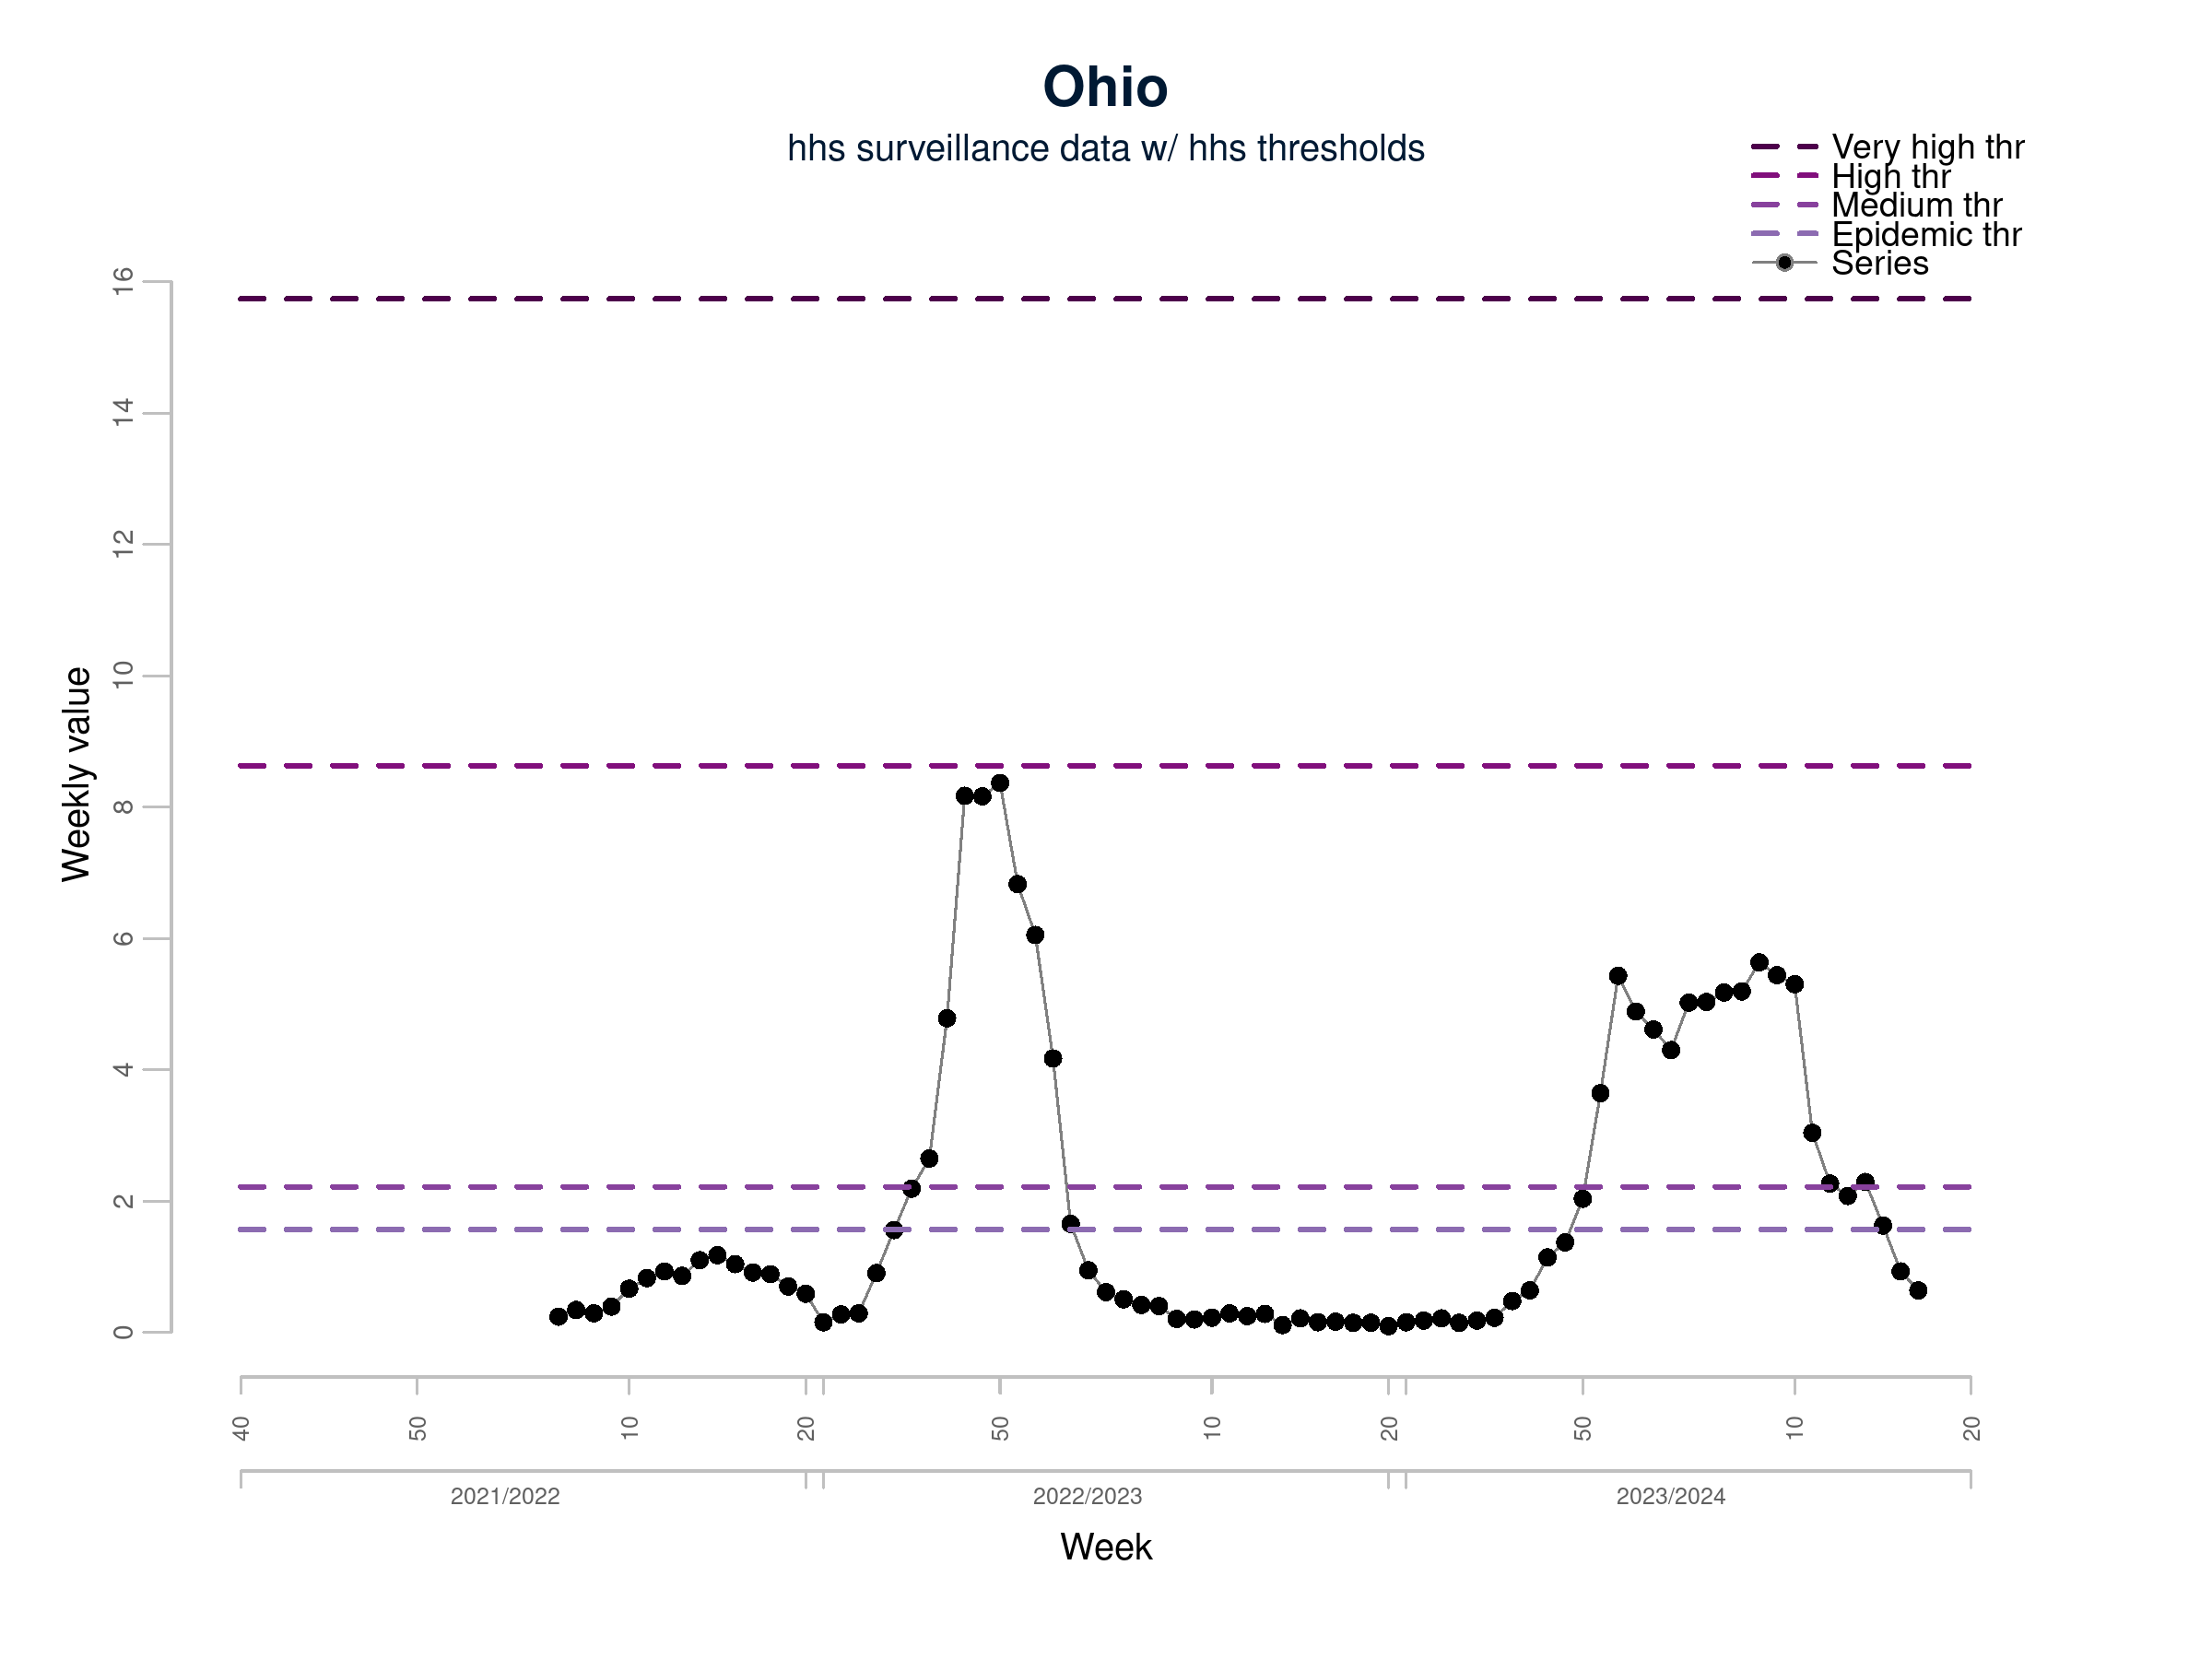 Ohio
hhs surveillance data w/ hhs thresholds
Very high thr
High thr
Medium thr
Epidemic thr
Series
Weekly value
16
14
12
10
8
6
4
2
0
40 50 10 20 50 10 20 50 10 20
2021/2022 2022/2023 2023/2024
Week